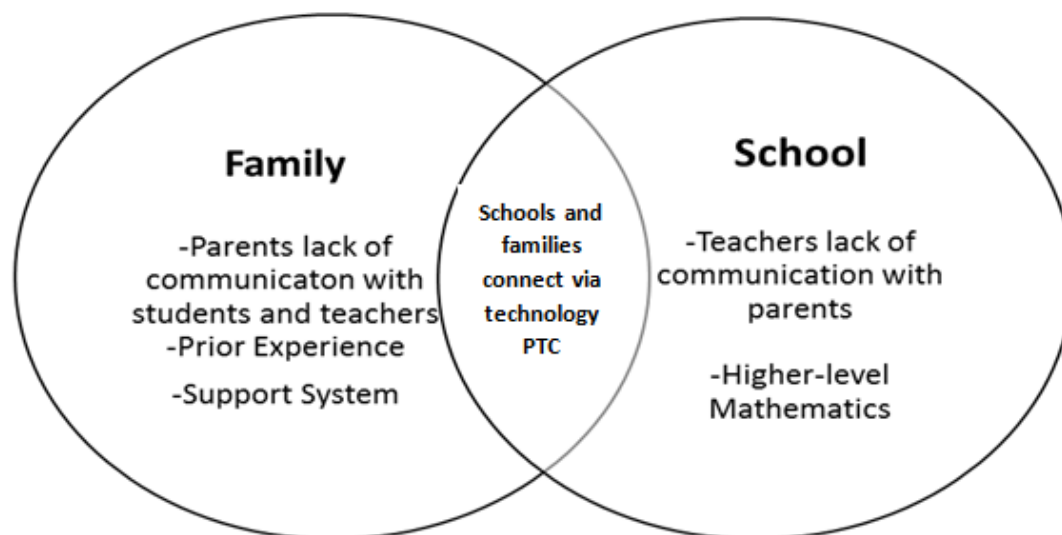 Family
-Parents lack of
communicaton with
students and teachers
-Prior Experience
-Support System
Schools and
families
connect via
technology
PTC
School
-Teachers lack of
communication with
parents
-Higher-level
Mathematics